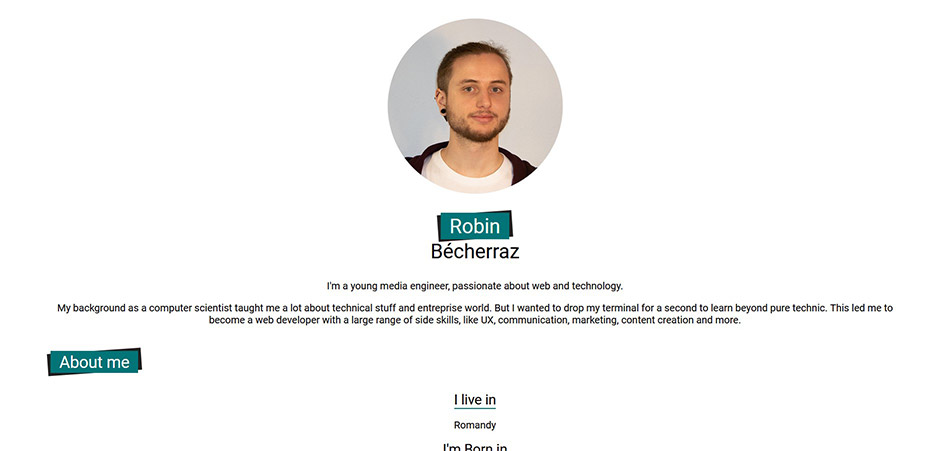 Robin
Bécherraz
I'm a young media engineer, passionate about web and technology.
My background as a computer scientist taught me a lot about technical stuff and entreprise world. But I wanted to drop my terminal for a second to learn beyond pure technic. This led me to
become a web developer with a large range of side skills, like UX, communication, marketing, content creation and more.
About me
I live in
Romandy
I'm Born in